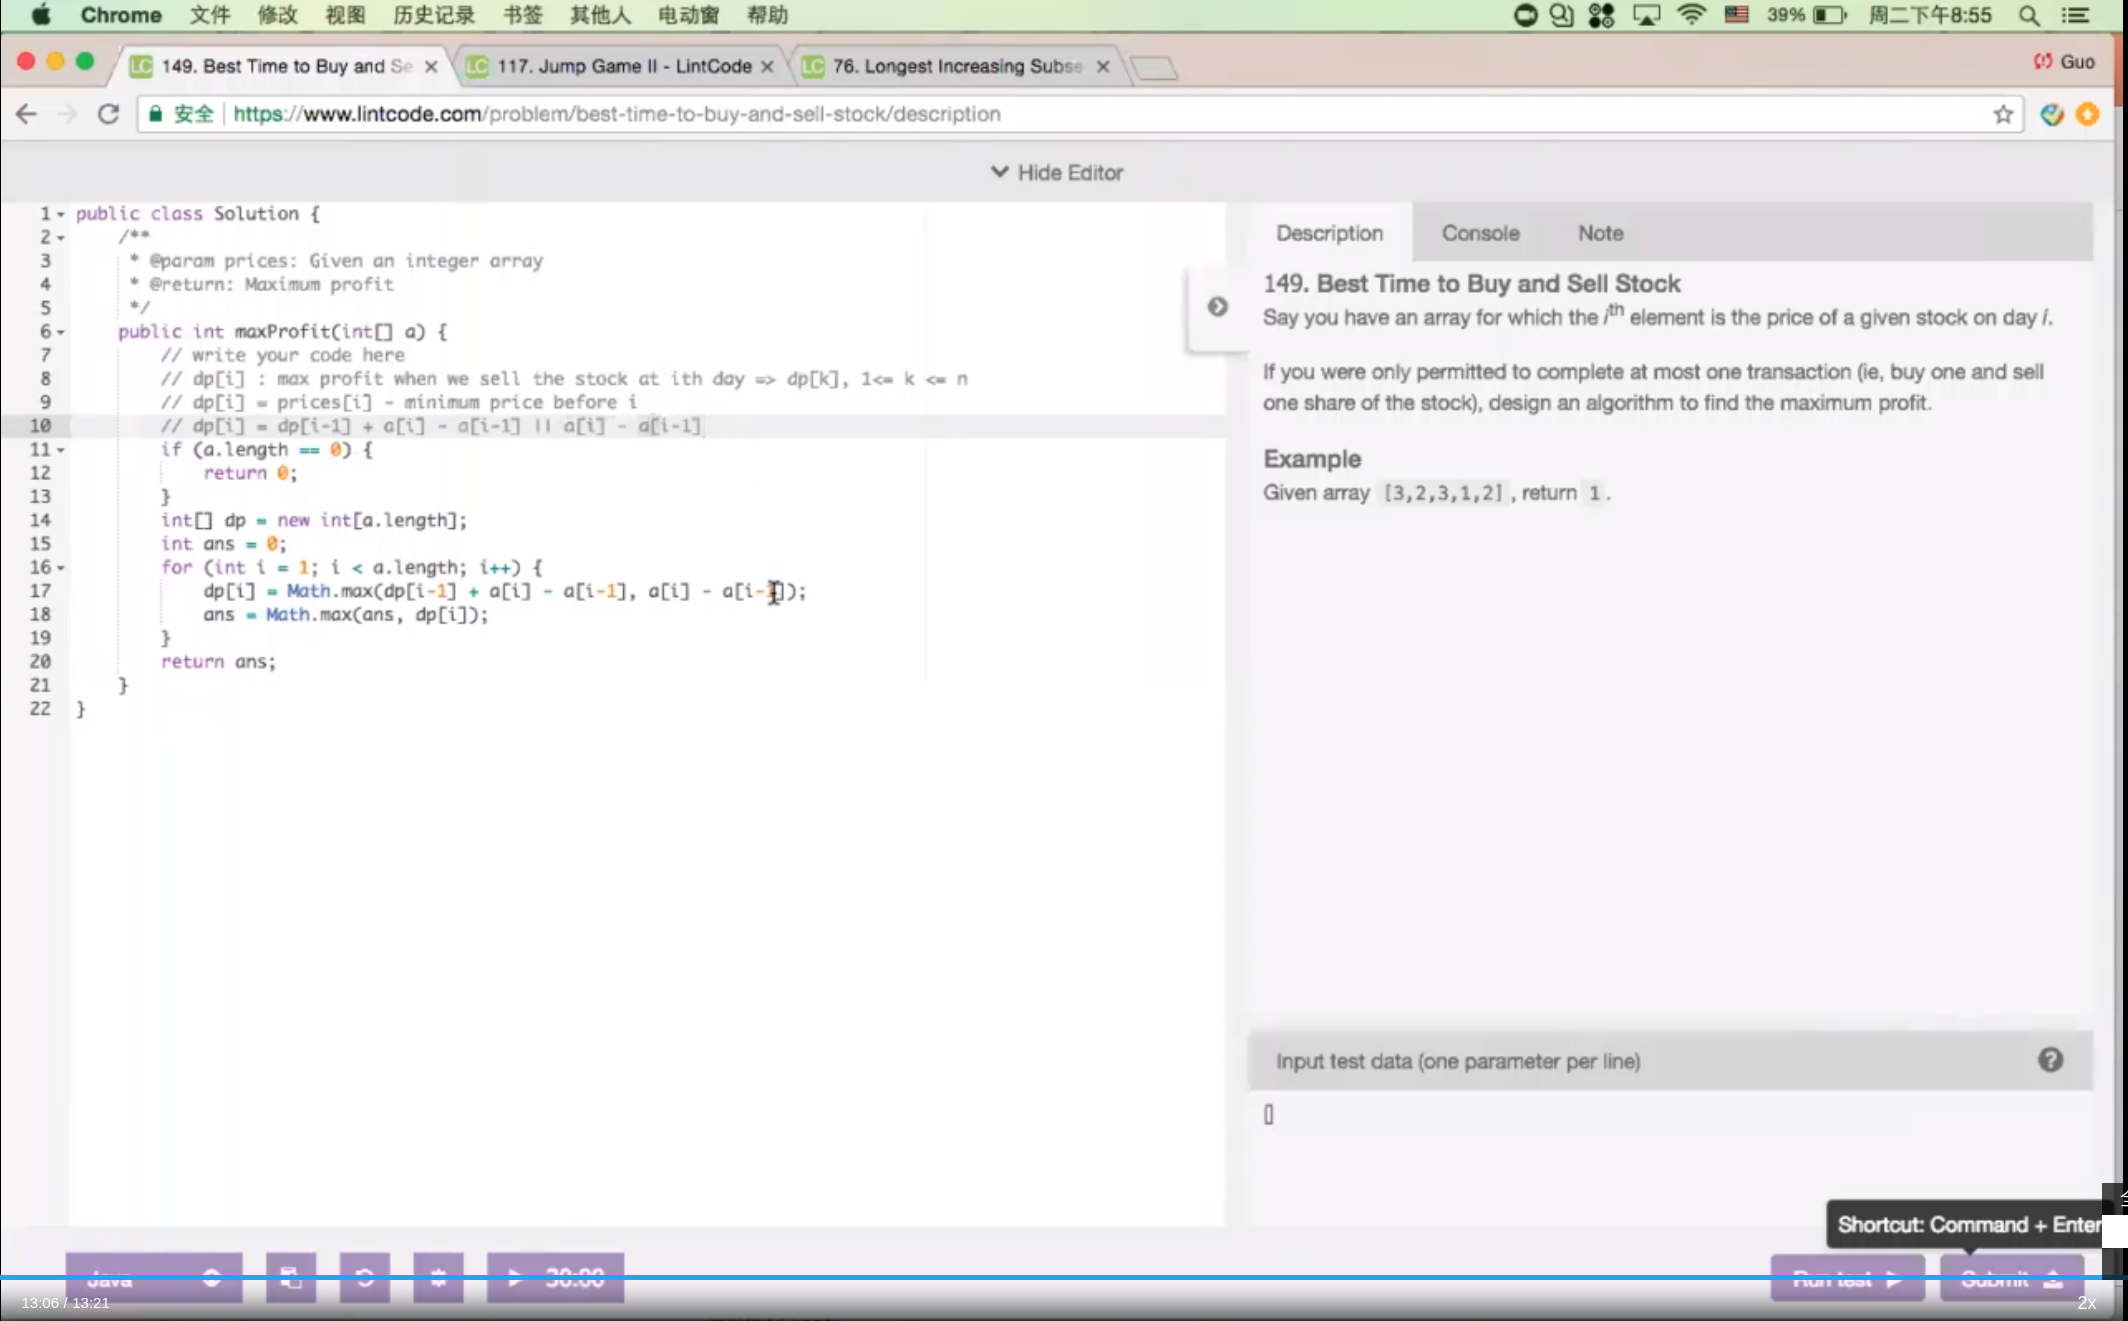 Chrome 文件 修改 视图 历史记录 书签 其他人 电动窗 帮助 39% 周二下午8:55
149. Best Time to Buy and Se 117. Jump Game II - LintCode 76. Longest Increasing Subse Guo
安全 https://www.lintcode.com/problem/best-time-to-buy-and-sell-stock/description
Hide Editor
1 public class Solution {
2 /**
3 * @param prices: Given an integer array
4 * @return: Maximum profit
5 */
6 public int maxProfit(int[] a) {
7 // write your code here
8 // dp[i] : max profit when we sell the stock at ith day => dp[k], 1<= k <= n
9 // dp[i] = prices[i] - minimum price before i
10 // dp[i] = dp[i-1] + a[i] - a[i-1] || a[i] - a[i-1]
11 if (a.length == 0) {
12 return 0;
13 }
14 int[] dp = new int[a.length];
15 int ans = 0;
16 for (int i = 1; i < a.length; i++) {
17 dp[i] = Math.max(dp[i-1] + a[i] - a[i-1], a[i] - a[i-1]);
18 ans = Math.max(ans, dp[i]);
19 }
20 return ans;
21 }
22 }
Description Console Note
149. Best Time to Buy and Sell Stock
Say you have an array for which the ith element is the price of a given stock on day i.
If you were only permitted to complete at most one transaction (ie, buy one and sell
one share of the stock), design an algorithm to find the maximum profit.
Example
Given array [3,2,3,1,2], return 1.
Input test data (one parameter per line)
[]
Shortcut: Command + Enter
Java 30:00 Run test Submit
13:06 / 13:21 2x